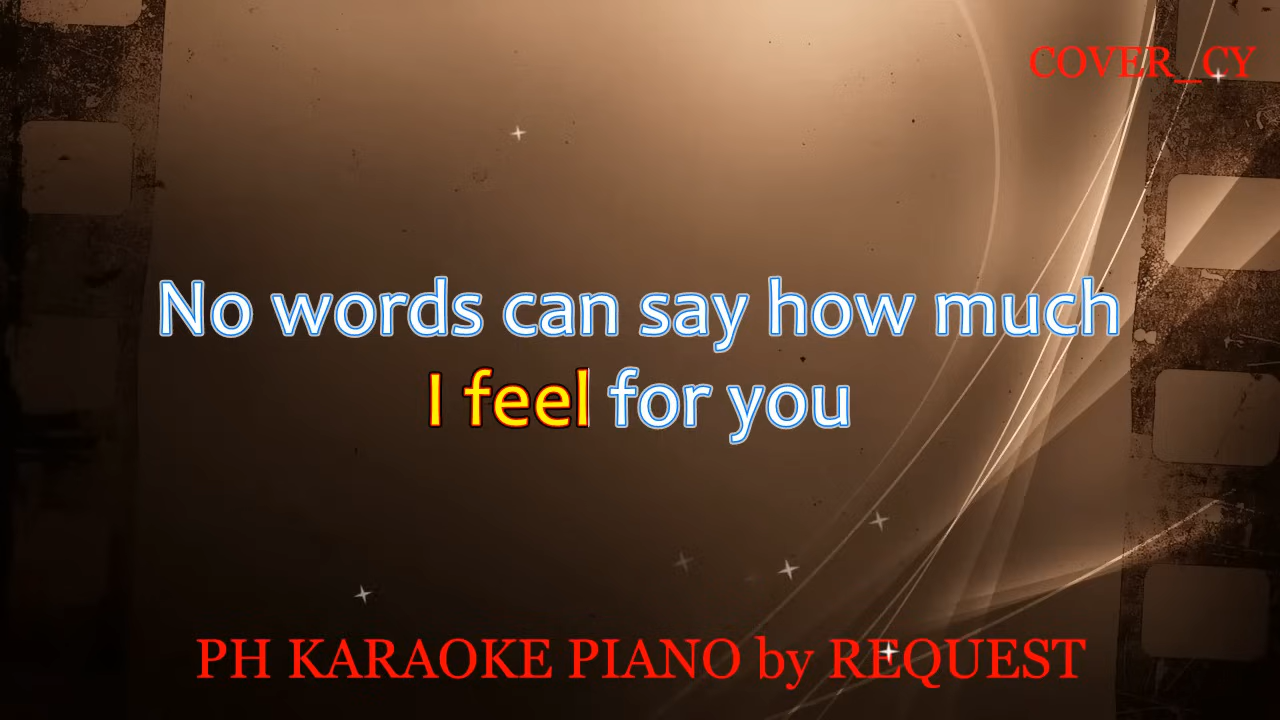 COVER_CY
No words can say how much
I feel for you
PH KARAOKE PIANO by REQUEST